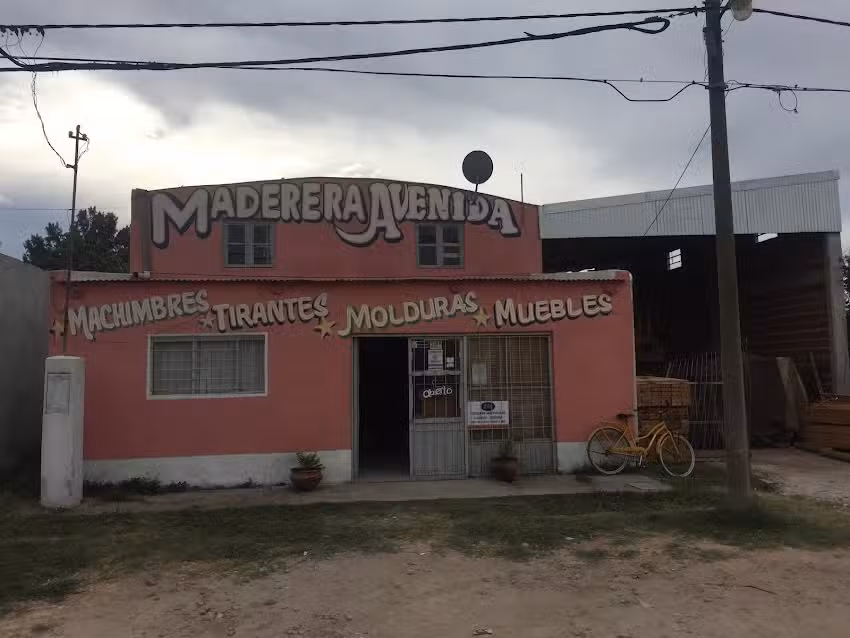 MADERERA AVENIDA
MACHIMBRES TIRANTES MOLDURAS MUEBLES
Abierto